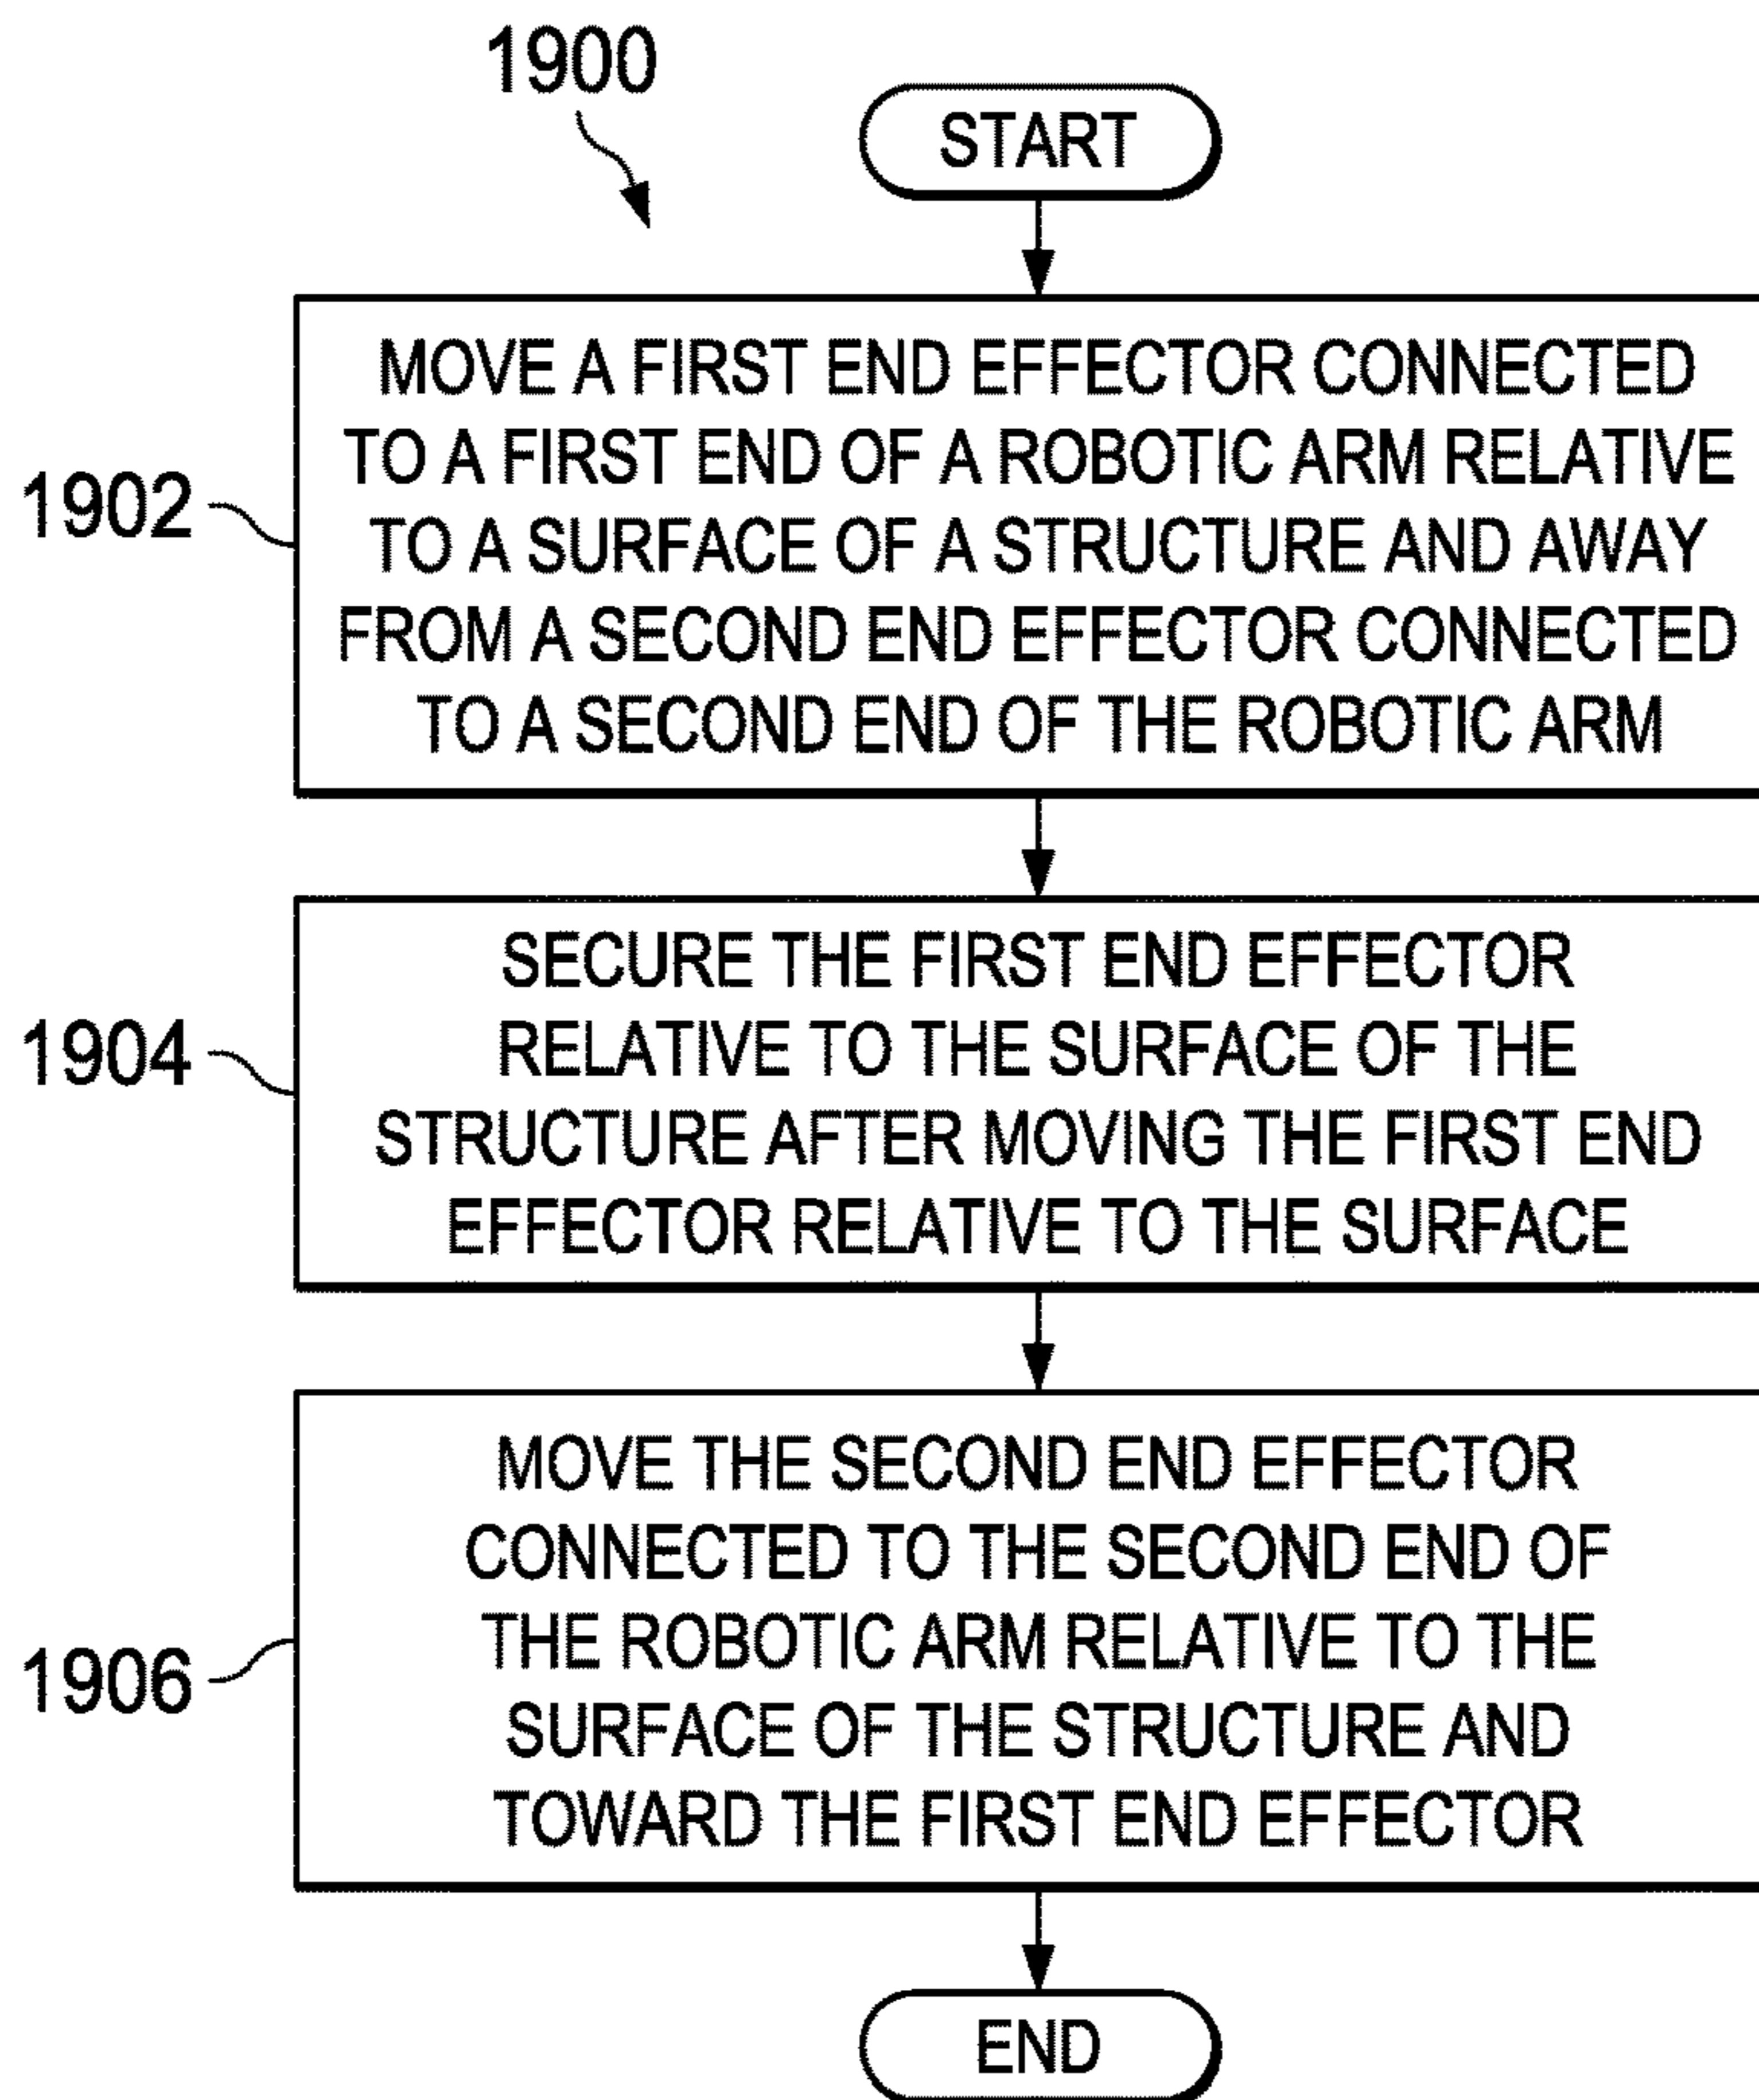 1900
START
1902
MOVE A FIRST END EFFECTOR CONNECTED
TO A FIRST END OF A ROBOTIC ARM RELATIVE
TO A SURFACE OF A STRUCTURE AND AWAY
FROM A SECOND END EFFECTOR CONNECTED
TO A SECOND END OF THE ROBOTIC ARM
1904
SECURE THE FIRST END EFFECTOR
RELATIVE TO THE SURFACE OF THE
STRUCTURE AFTER MOVING THE FIRST END
EFFECTOR RELATIVE TO THE SURFACE
1906
MOVE THE SECOND END EFFECTOR
CONNECTED TO THE SECOND END OF
THE ROBOTIC ARM RELATIVE TO THE
SURFACE OF THE STRUCTURE AND
TOWARD THE FIRST END EFFECTOR
END